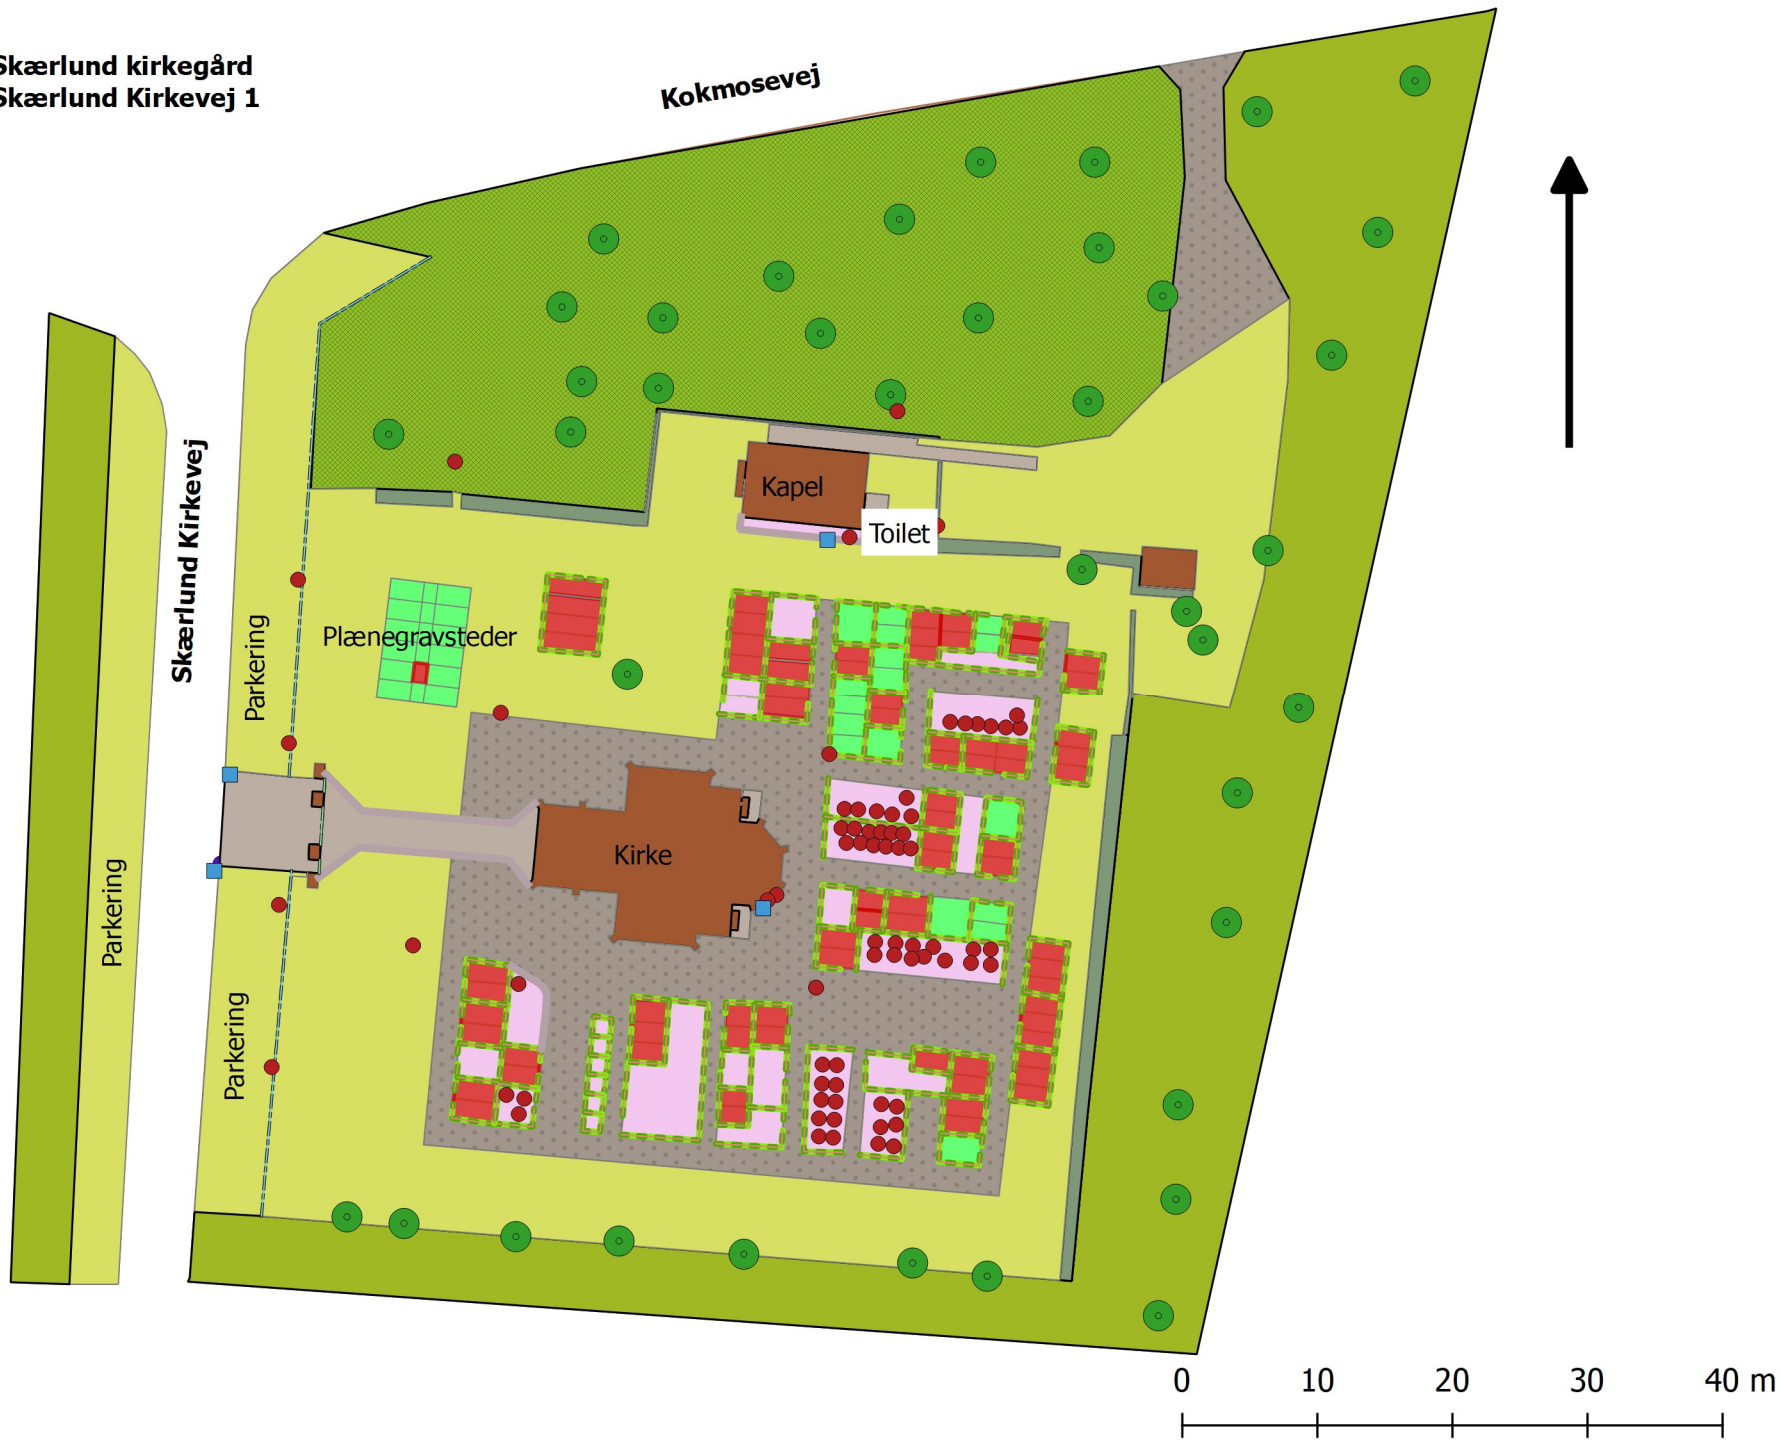 Skærlund kirkegård
Skærlund Kirkevej 1
Kokmosevej
Skærlund Kirkevej
Kapel
Toilet
Plænegravsteder
Parkering
Kirke
Parkering
Parkering
0 10 20 30 40 m